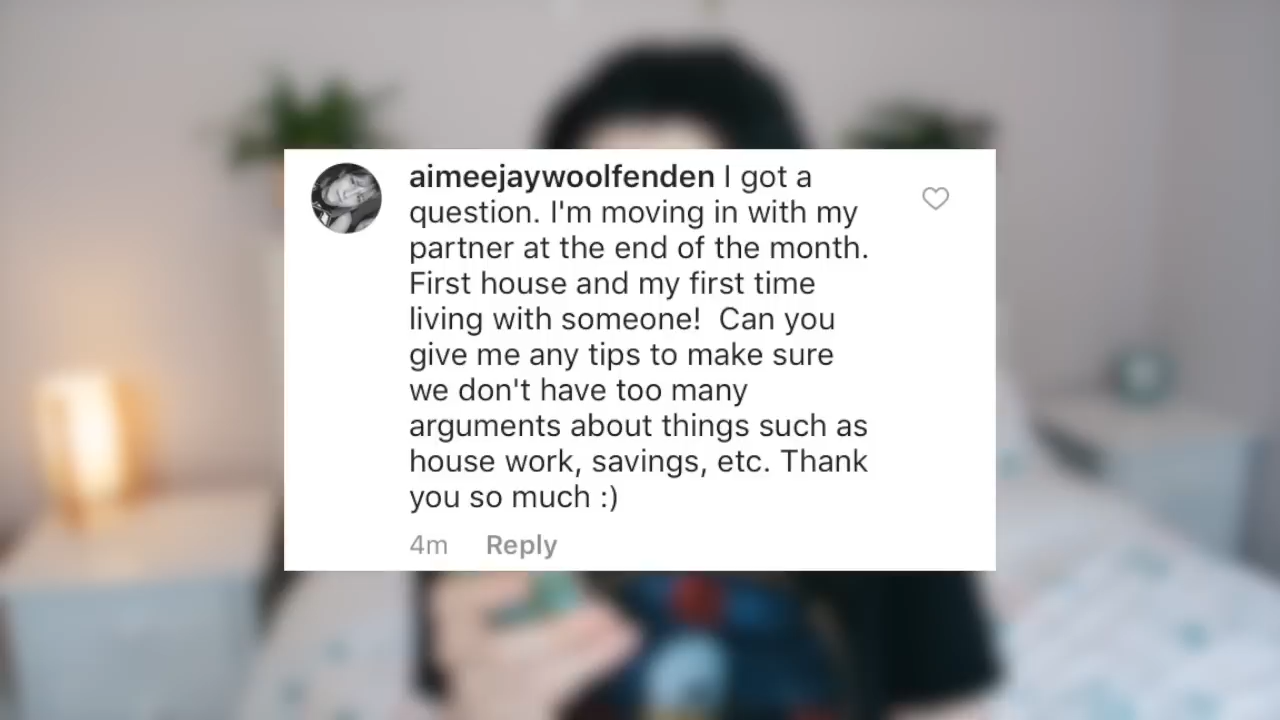 aimeejaywoolfenden I got a
question. I'm moving in with my
partner at the end of the month.
First house and my first time
living with someone!  Can you
give me any tips to make sure
we don't have too many
arguments about things such as
house work, savings, etc. Thank
you so much :)
4m Reply